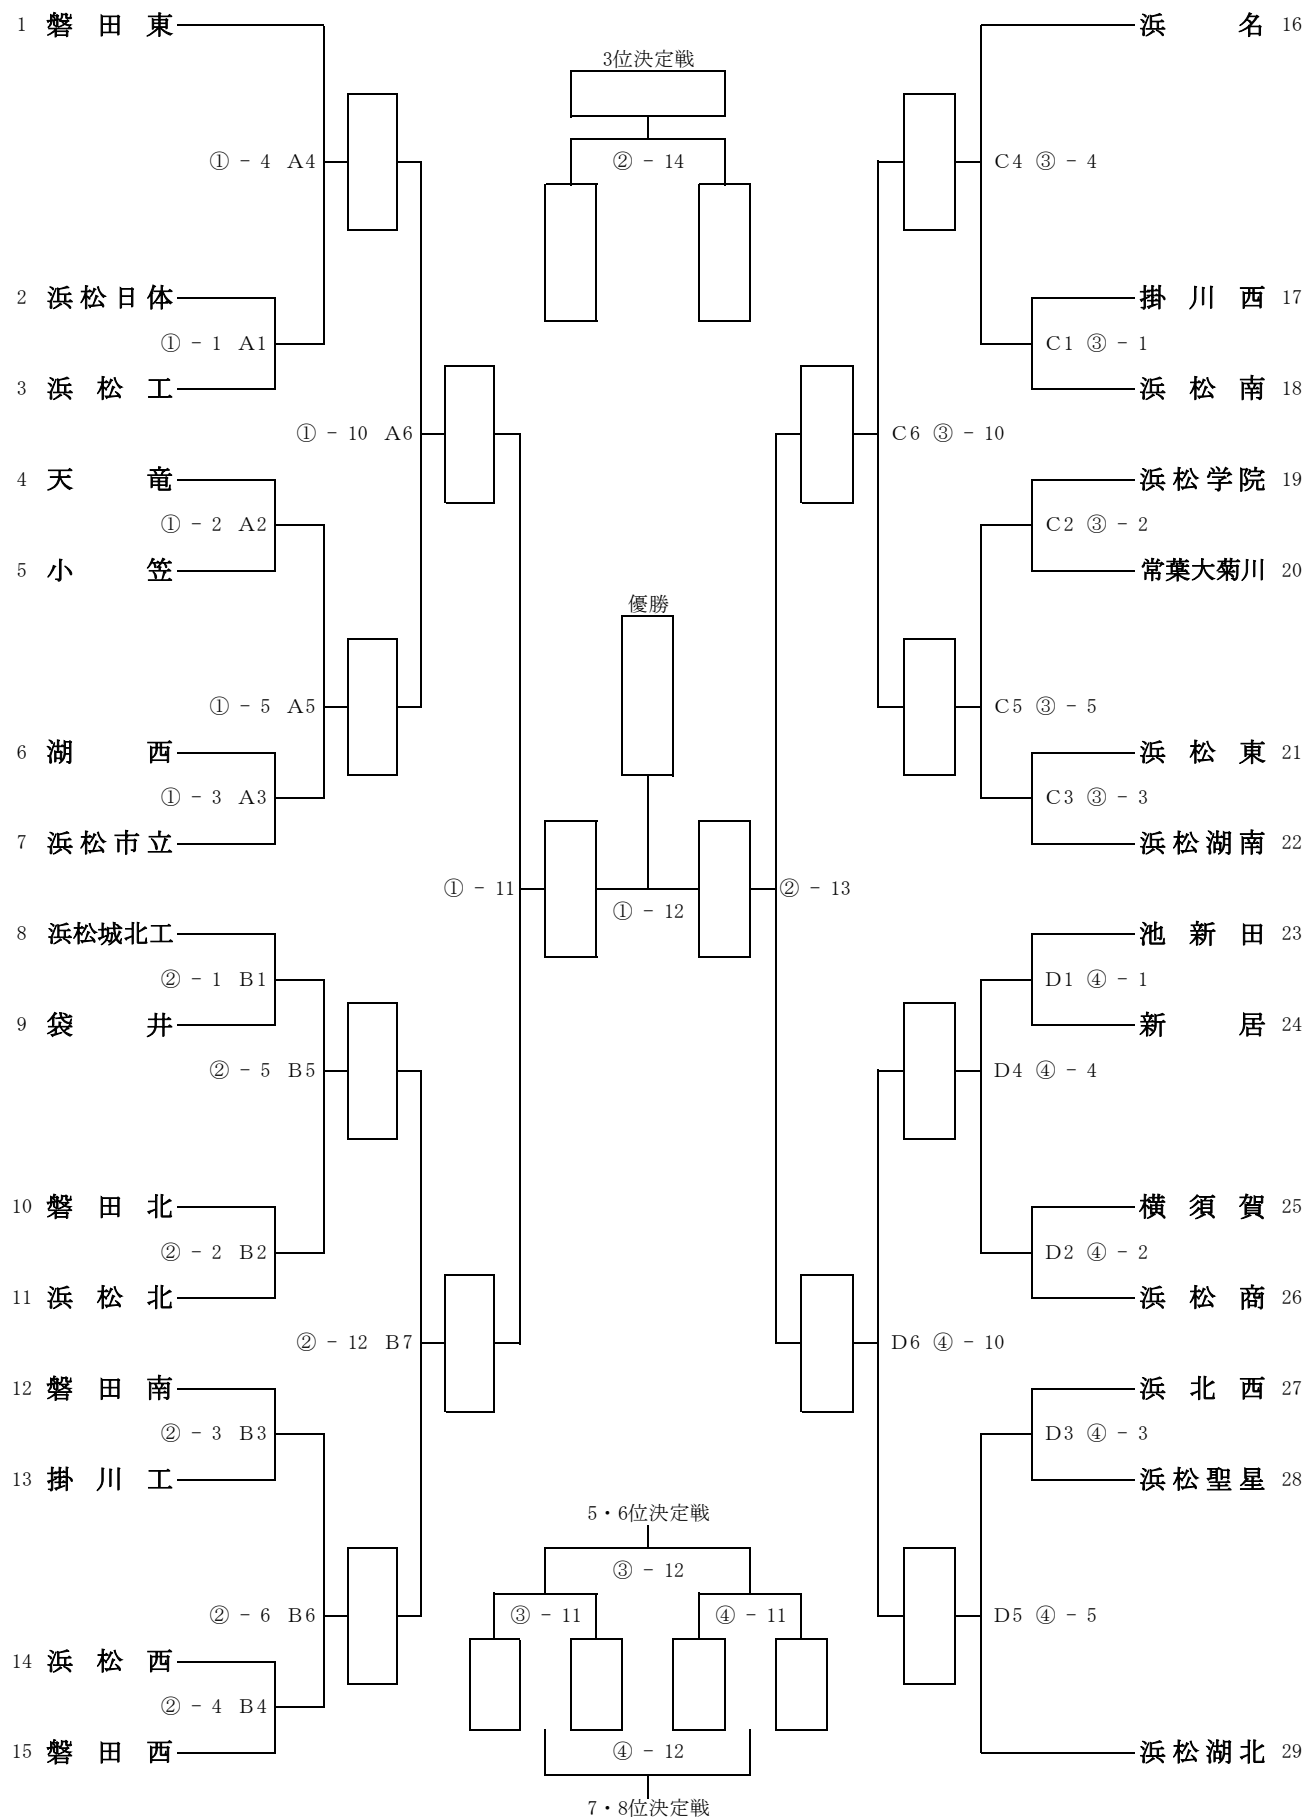 1 磐田東
浜名 16
3位決定戦
① - 4 A4
② - 14
C4 ③ - 4
2 浜松日体
掛川西 17
① - 1 A1
C1 ③ - 1
3 浜松工
浜松南 18
① - 10 A6
C6 ③ - 10
4 天竜
浜松学院 19
① - 2 A2
C2 ③ - 2
5 小笠
常葉大菊川 20
優勝
① - 5 A5
C5 ③ - 5
6 湖西
浜松東 21
① - 3 A3
C3 ③ - 3
7 浜松市立
浜松湖南 22
① - 11
② - 13
① - 12
8 浜松城北工
池新田 23
② - 1 B1
D1 ④ - 1
9 袋井
新居 24
② - 5 B5
D4 ④ - 4
10 磐田北
横須賀 25
② - 2 B2
D2 ④ - 2
11 浜松北
浜松商 26
② - 12 B7
D6 ④ - 10
12 磐田南
浜北西 27
② - 3 B3
D3 ④ - 3
13 掛川工
浜松聖星 28
5・6位決定戦
③ - 12
② - 6 B6
③ - 11
④ - 11
D5 ④ - 5
14 浜松西
② - 4 B4
15 磐田西
④ - 12
浜松湖北 29
7・8位決定戦